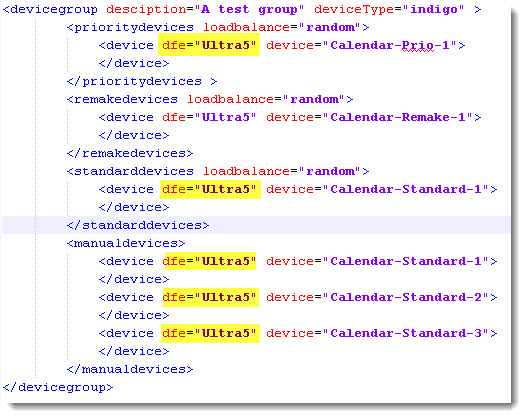 <devicegroup desciption="A test group" deviceType="indigo" >
<prioritydevices loadbalance="random">
<device dfe="Ultra5" device="Calendar-Prio-1">
</device>
</prioritydevices >
<remakedevices loadbalance="random">
<device dfe="Ultra5" device="Calendar-Remake-1">
</device>
</remakedevices>
<standarddevices loadbalance="random">
<device dfe="Ultra5" device="Calendar-Standard-1">
</device>
</standarddevices>
<manualdevices>
<device dfe="Ultra5" device="Calendar-Standard-1">
</device>
<device dfe="Ultra5" device="Calendar-Standard-2">
</device>
<device dfe="Ultra5" device="Calendar-Standard-3">
</device>
</manualdevices>
</devicegroup>